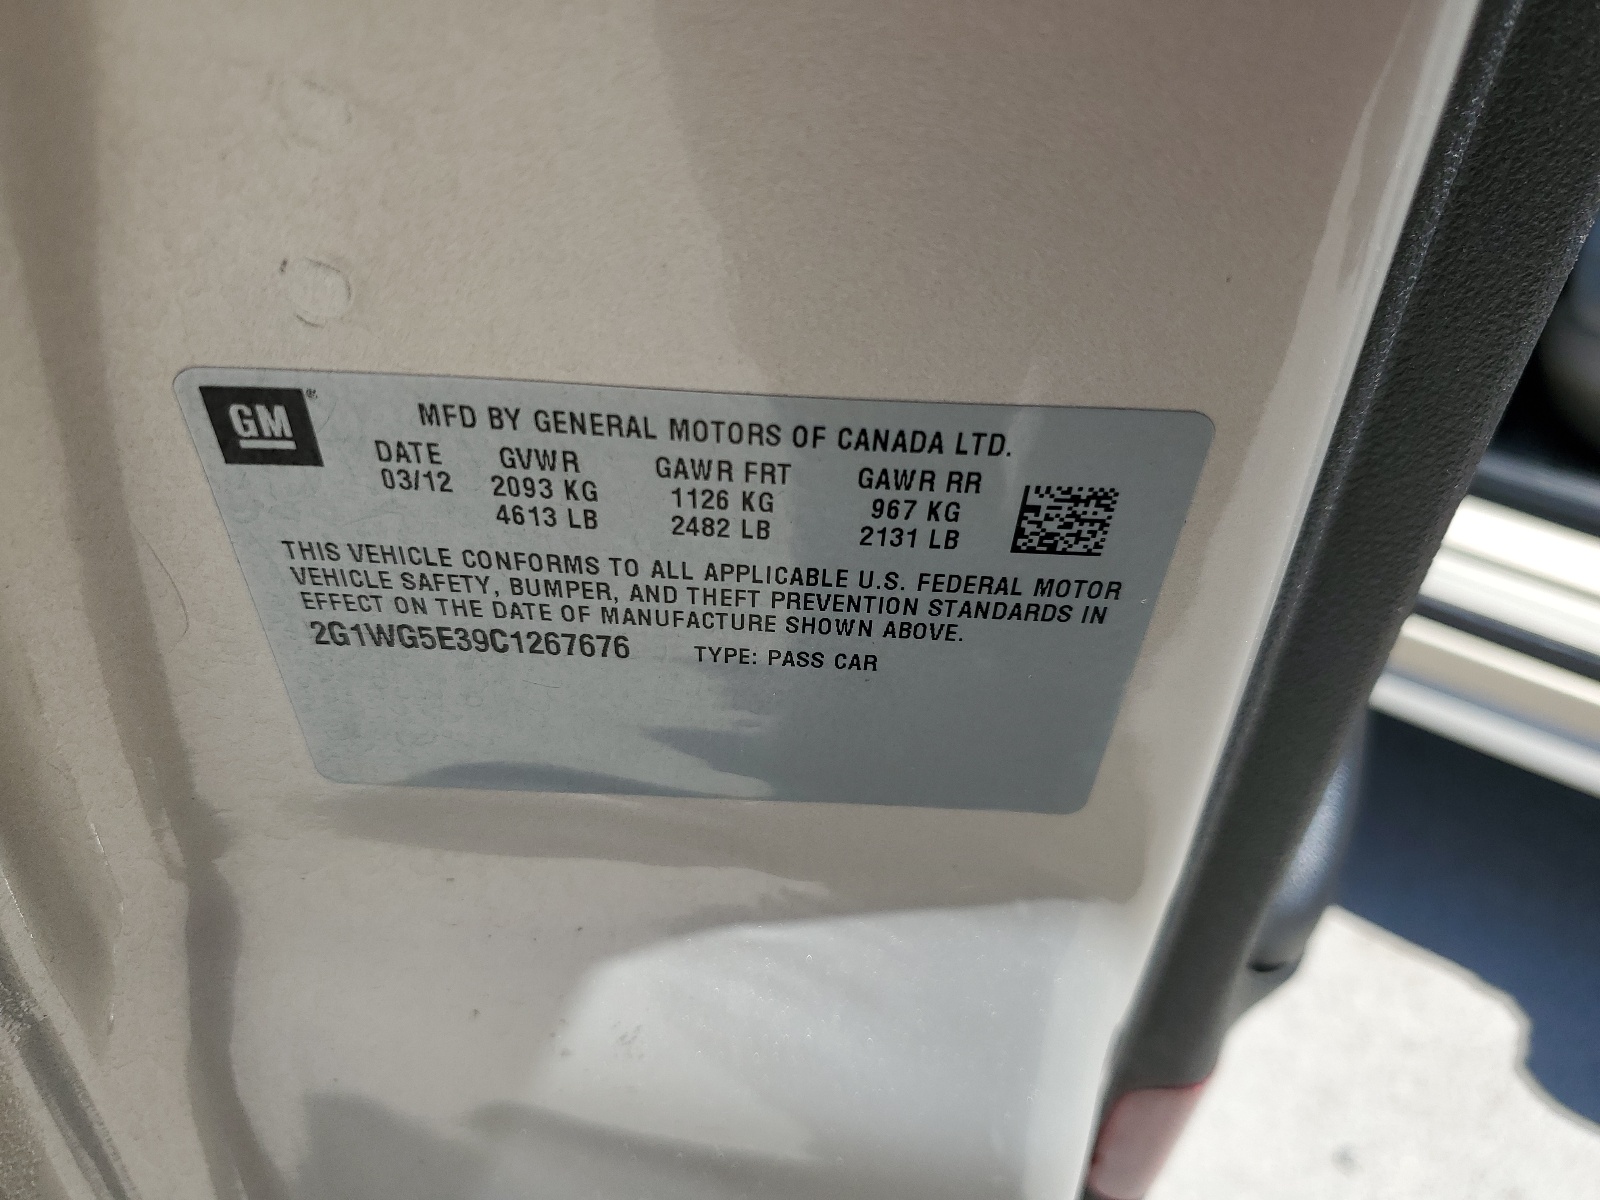 GM®
MFD BY GENERAL MOTORS OF CANADA LTD.
DATE GVWR GAWR FRT GAWR RR
03/12 2093 KG 1126 KG 967 KG
4613 LB 2482 LB 2131 LB
THIS VEHICLE CONFORMS TO ALL APPLICABLE U.S. FEDERAL MOTOR
VEHICLE SAFETY, BUMPER, AND THEFT PREVENTION STANDARDS IN
EFFECT ON THE DATE OF MANUFACTURE SHOWN ABOVE.
2G1WG5E39C1267676 TYPE: PASS CAR